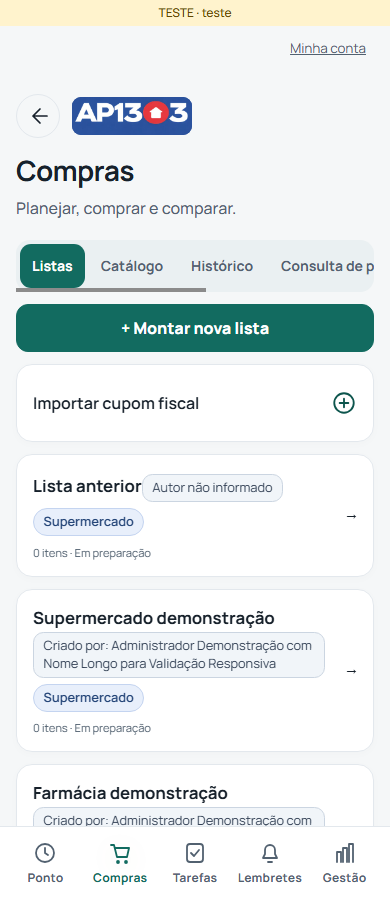 TESTE · teste
Minha conta
AP1303
Compras
Planejar, comprar e comparar.
Listas Catálogo Histórico Consulta de p
+ Montar nova lista
Importar cupom fiscal
Lista anterior Autor não informado
Supermercado
→
0 itens · Em preparação
Supermercado demonstração
Criado por: Administrador Demonstração com
Nome Longo para Validação Responsiva
→
Supermercado
0 itens · Em preparação
Farmácia demonstração
Criado por: Administrador Demonstração com
Ponto Compras Tarefas Lembretes Gestão